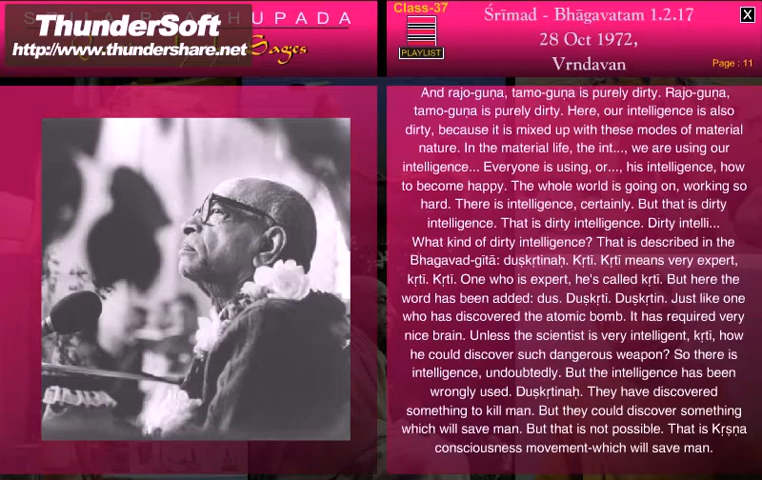 ThunderSoft
http://www.thundershare.net
UPADA
Sages
Class-37
PLAYLIST
Śrīmad - Bhāgavatam 1.2.17
28 Oct 1972,
Vrndavan
X
Page : 11
And rajo-guṇa, tamo-guṇa is purely dirty. Rajo-guṇa,
tamo-guṇa is purely dirty. Here, our intelligence is also
dirty, because it is mixed up with these modes of material
nature. In the material life, the int..., we are using our
intelligence... Everyone is using, or..., his intelligence, how
to become happy. The whole world is going on, working so
hard. There is intelligence, certainly. But that is dirty
intelligence. That is dirty intelligence. Dirty intelli...
What kind of dirty intelligence? That is described in the
Bhagavad-gītā: duṣkṛtinaḥ. Kṛti. Kṛti means very expert,
kṛti. Kṛti. One who is expert, he's called kṛti. But here the
word has been added: dus. Duṣkṛti. Duṣkṛtin. Just like one
who has discovered the atomic bomb. It has required very
nice brain. Unless the scientist is very intelligent, kṛti, how
he could discover such dangerous weapon? So there is
intelligence, undoubtedly. But the intelligence has been
wrongly used. Duṣkṛtinaḥ. They have discovered
something to kill man. But they could discover something
which will save man. But that is not possible. That is Kṛṣṇa
consciousness movement-which will save man.